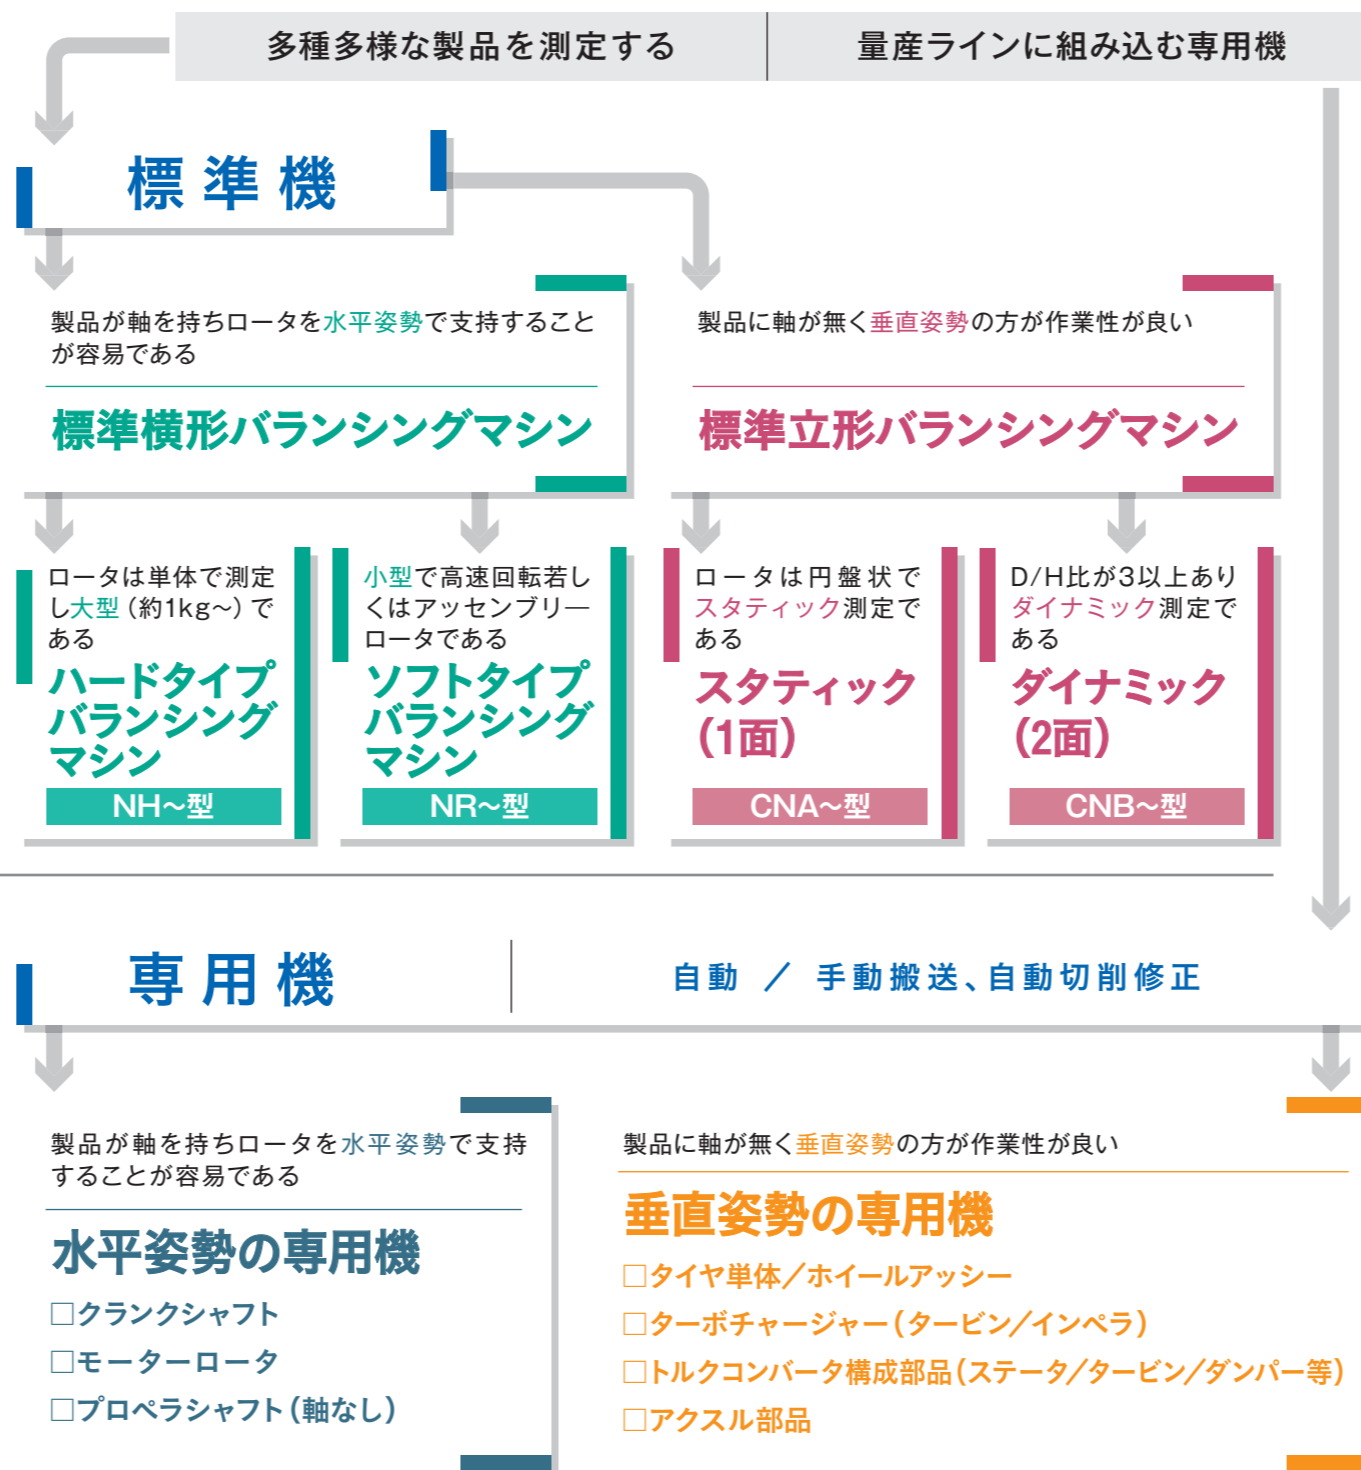 多種多様な製品を測定する
量産ラインに組み込む専用機
標準機
製品が軸を持ちロータを水平姿勢で支持すること
が容易である
標準横形バランシングマシン
製品に軸が無く垂直姿勢の方が作業性が良い
標準立形バランシングマシン
ロータは単体で測定
し大型(約1kg〜)で
ある
ハードタイプ
バランシング
マシン
NH〜型
小型で高速回転若し
くはアッセンブリ―
ロータである
ソフトタイプ
バランシング
マシン
NR〜型
ロータは円盤状で
スタティック測定で
ある
スタティック
(1面)
CNA〜型
D/H比が3以上あり
ダイナミック測定で
ある
ダイナミック
(2面)
CNB〜型
専用機
自動 / 手動搬送、自動切削修正
製品が軸を持ちロータを水平姿勢で支持
することが容易である
水平姿勢の専用機
□クランクシャフト
□モーターロータ
□プロペラシャフト(軸なし)
製品に軸が無く垂直姿勢の方が作業性が良い
垂直姿勢の専用機
□タイヤ単体/ホイールアッシー
□ターボチャージャー(タービン/インペラ)
□トルクコンバータ構成部品(ステータ/タービン/ダンパー等)
□アクスル部品